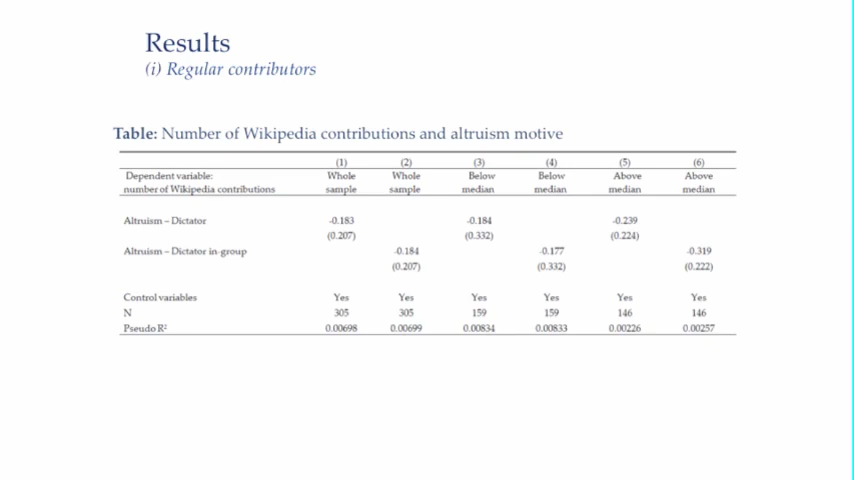 Results
(i) Regular contributors
Table: Number of Wikipedia contributions and altruism motive
(1) (2) (3) (4) (5) (6)
Dependent variable: Whole Whole Below Below Above Above
number of Wikipedia contributions sample sample median median median median
Altruism – Dictator -0.183 -0.184 -0.239
(0.207) (0.332) (0.224)
Altruism – Dictator in-group -0.184 -0.177 -0.319
(0.207) (0.332) (0.222)
Control variables Yes Yes Yes Yes Yes Yes
N 305 305 159 159 146 146
Pseudo R² 0.00698 0.00699 0.00834 0.00833 0.00226 0.00257